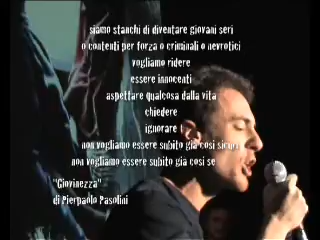 siamo stanchi di diventare giovani seri
o contenti per forza o criminali o nevrotici
vogliamo ridere
essere innocenti
aspettare qualcosa dalla vita
chiedere
ignorare
non vogliamo essere subito già così sicuri
non vogliamo essere subito già così se
"Giovinezza"
di Pierpaolo Pasolini